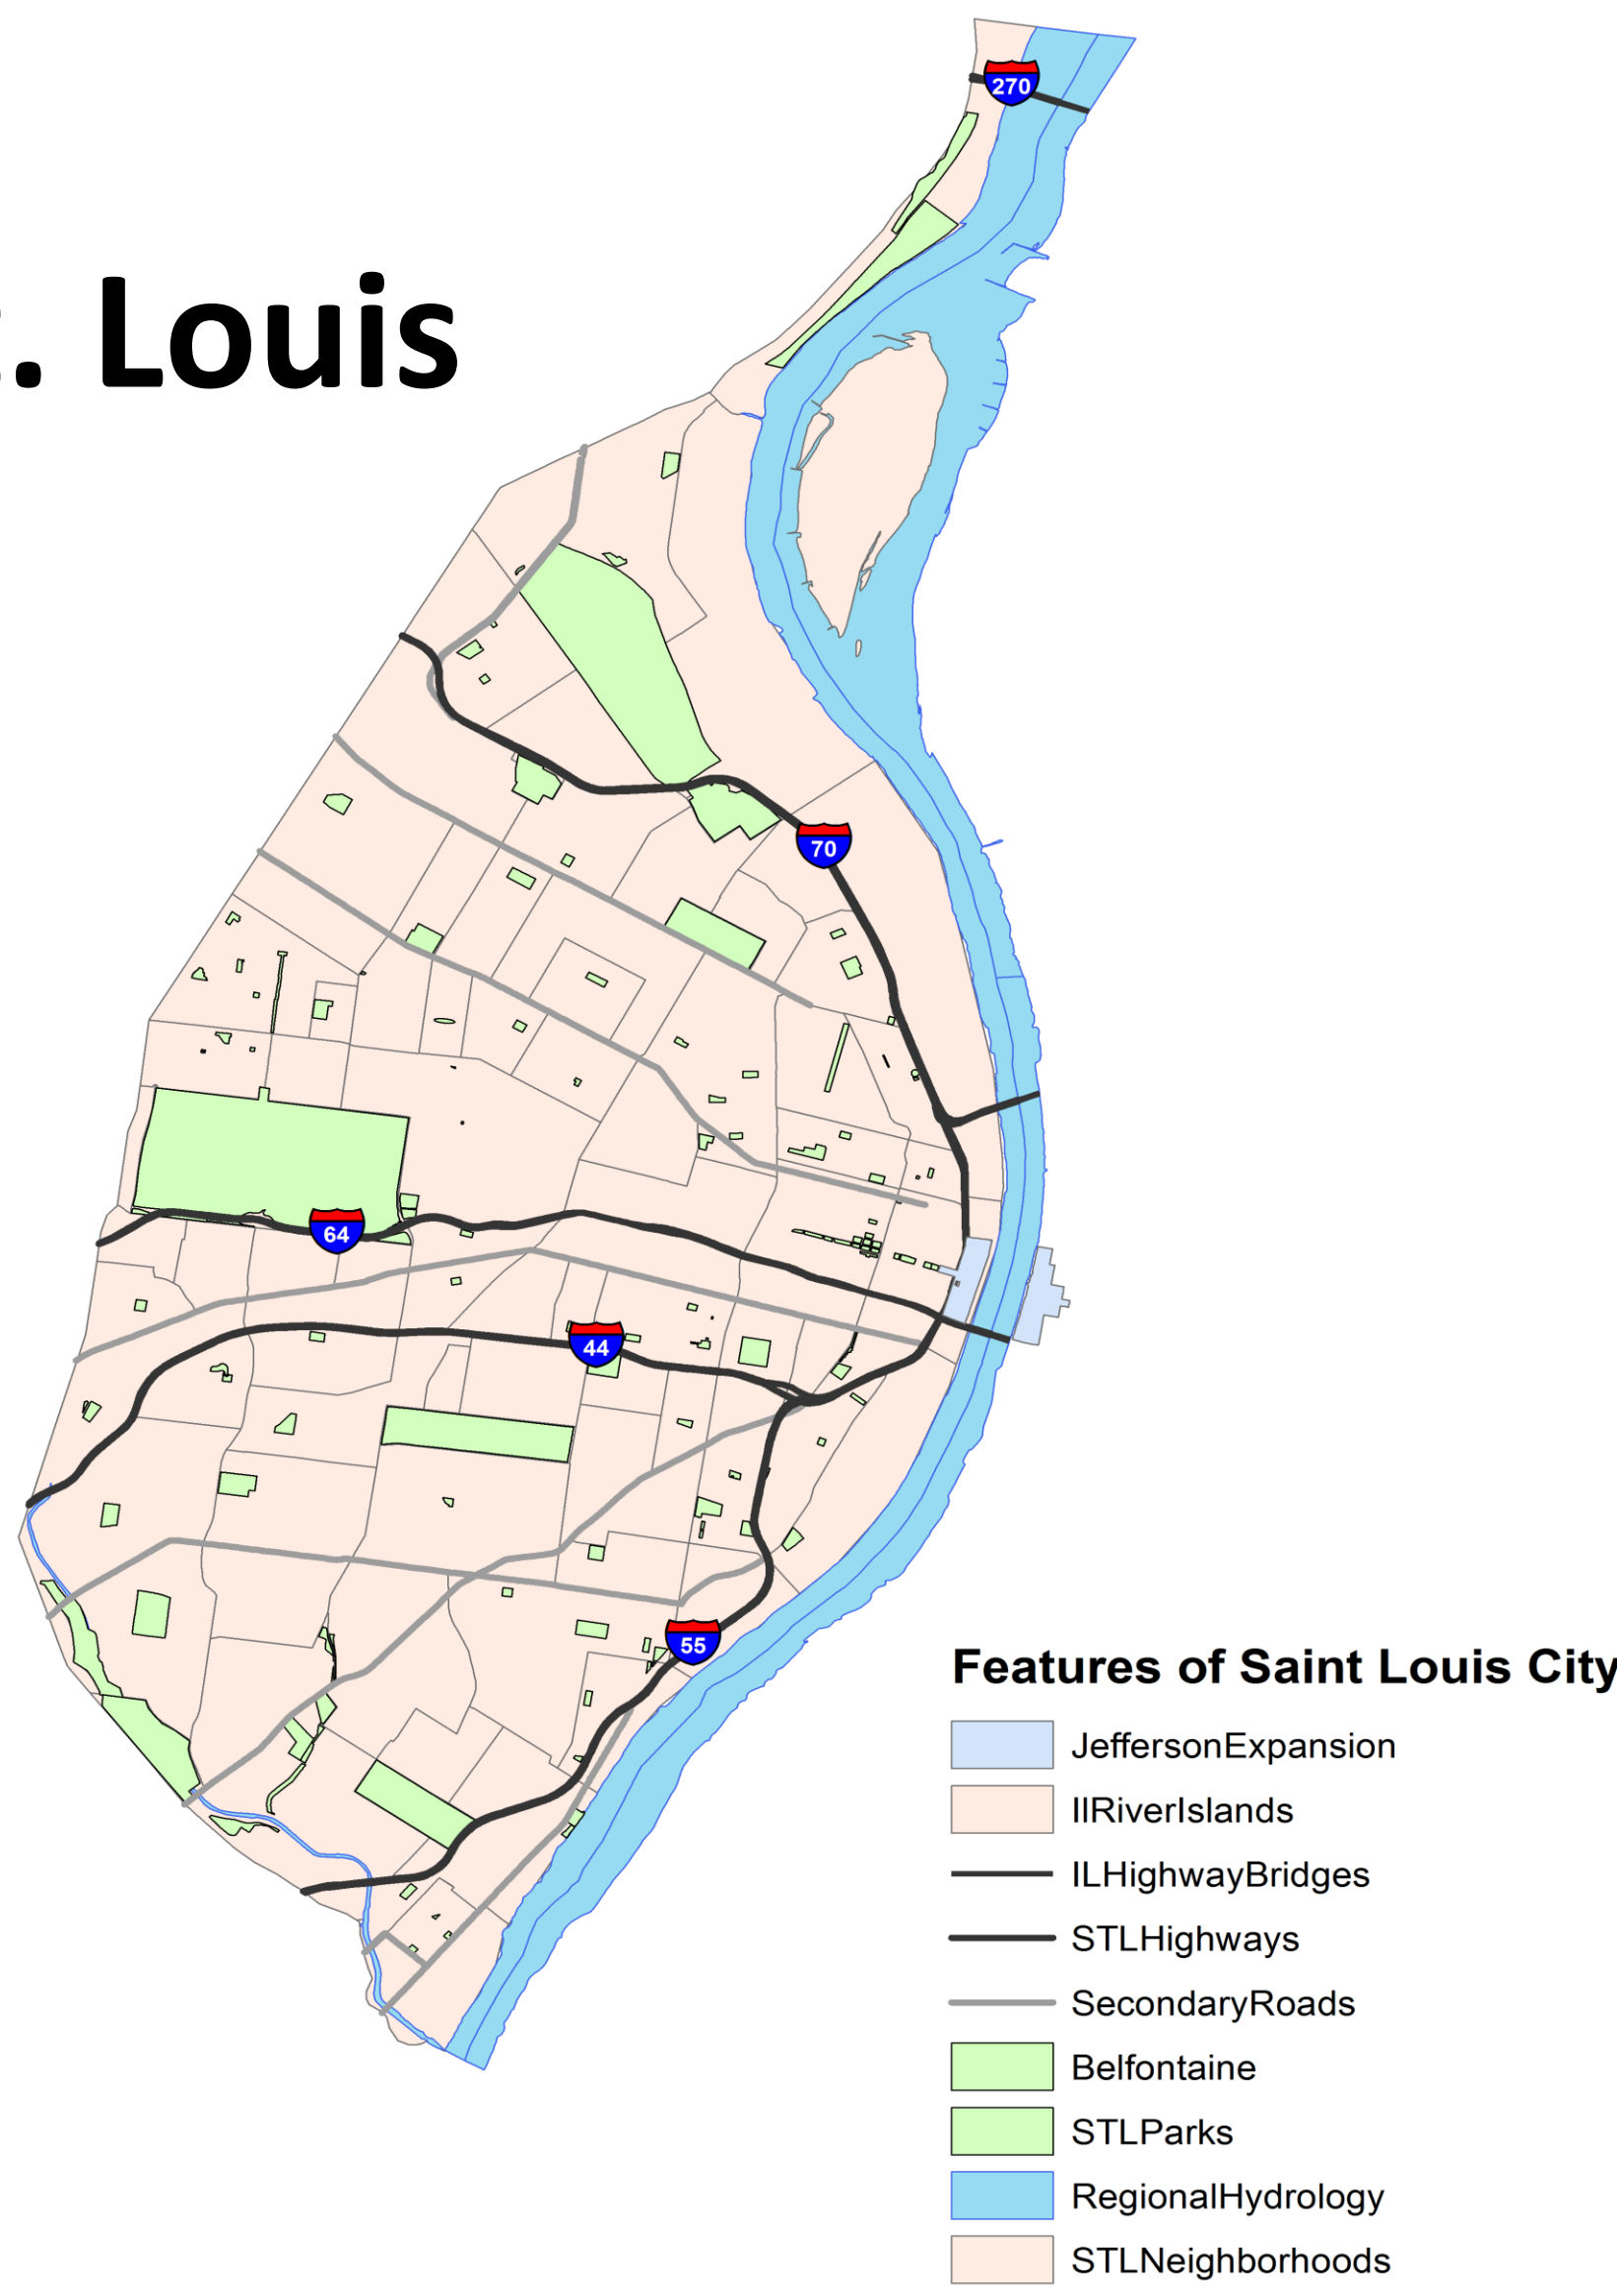 . Louis
270
70
64
44
55
Features of Saint Louis City
JeffersonExpansion
IlRiverIslands
ILHighwayBridges
STLHighways
SecondaryRoads
Belfontaine
STLParks
RegionalHydrology
STLNeighborhoods